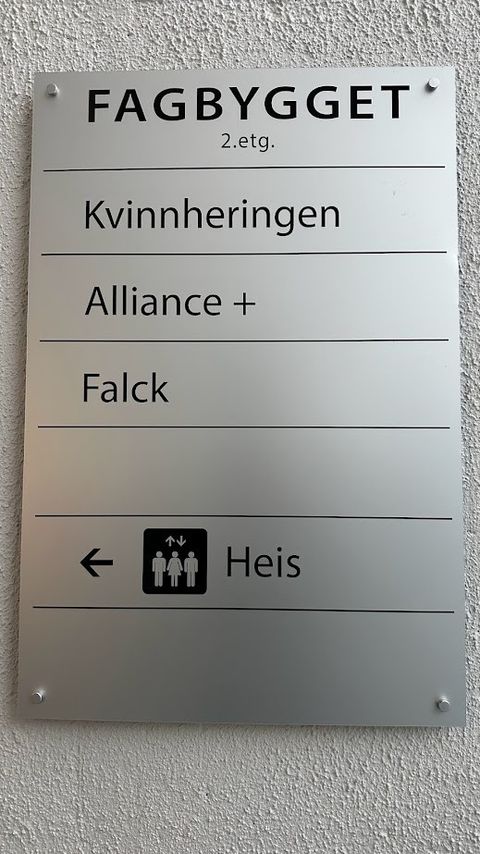 FAGBYGGET
2.etg.
Kvinnheringen
Alliance +
Falck
Heis